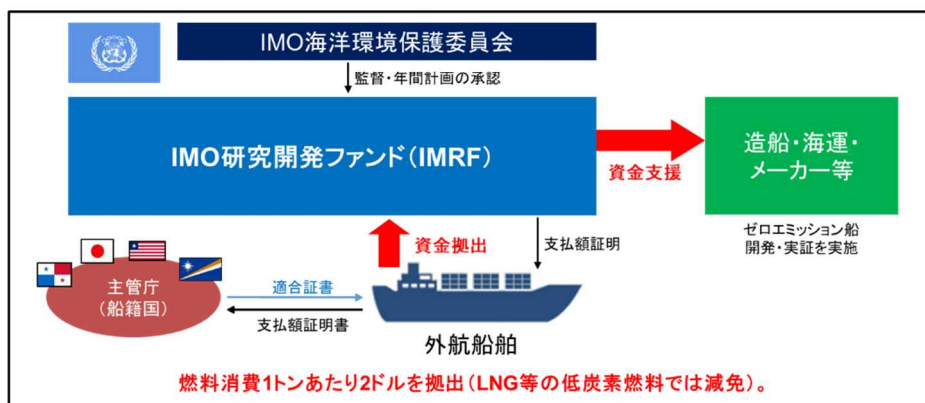 IMO海洋環境保護委員会
監督・年間計画の承認
IMO研究開発ファンド(IMRF)
資金支援
造船・海運・
メーカー等
ゼロエミッション船
開発・実証を実施
資金拠出
支払額証明
主管庁
(船籍国)
適合証書
支払額証明書
外航船舶
燃料消費1トンあたり2ドルを拠出(LNG等の低炭素燃料では減免)。